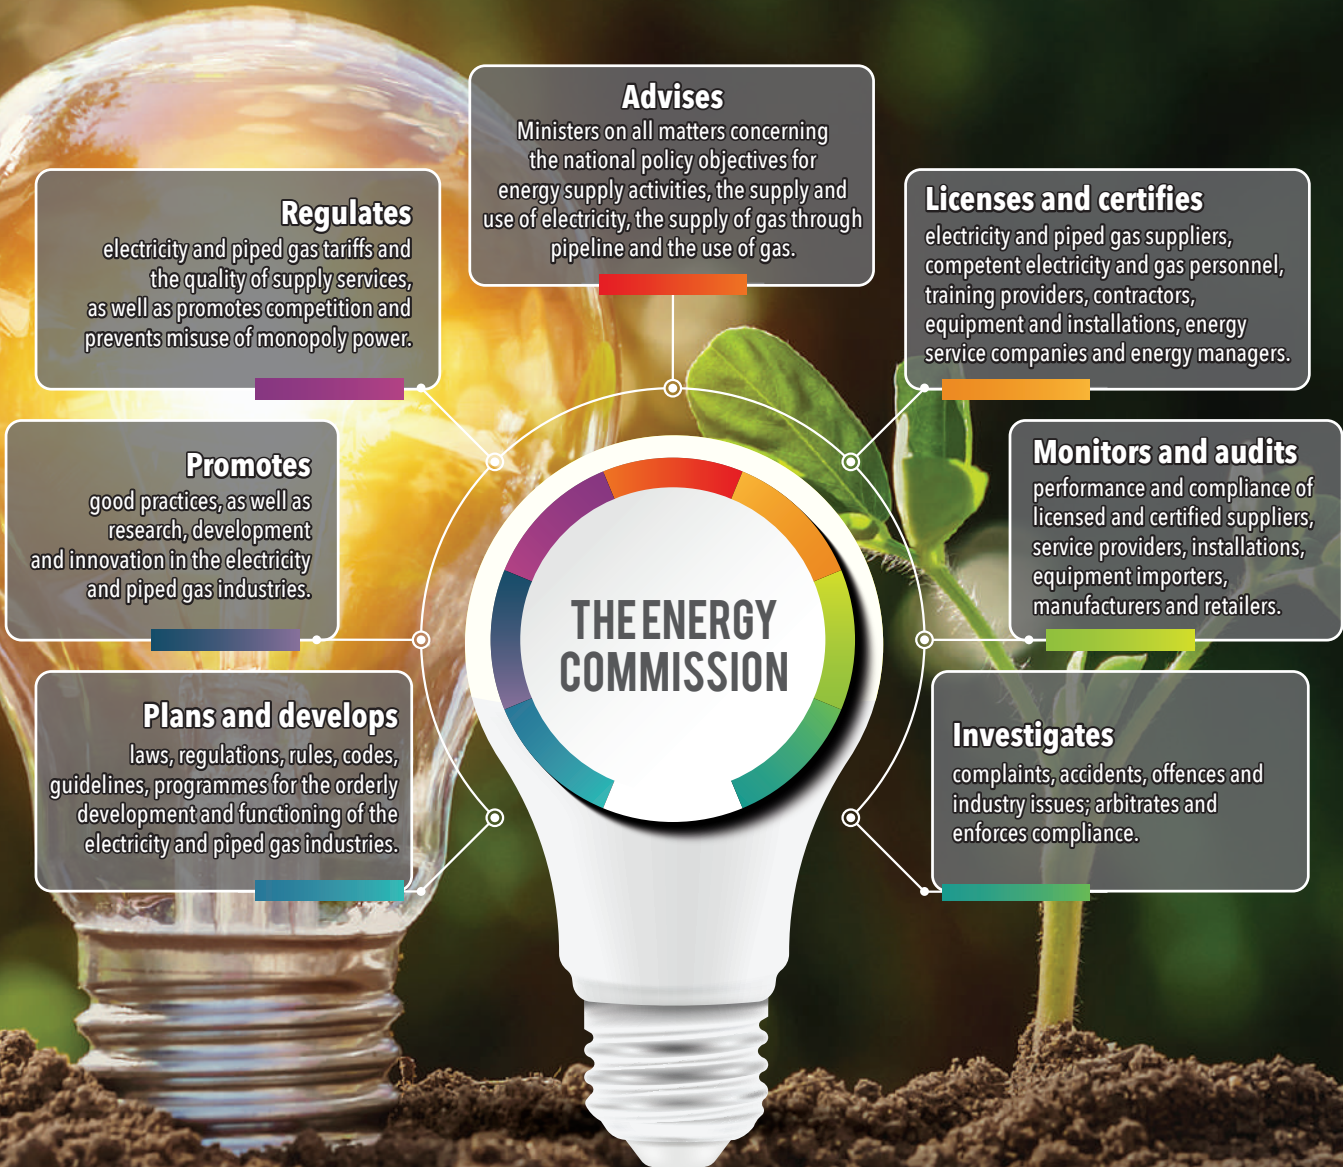 Advises
Ministers on all matters concerning
the national policy objectives for
energy supply activities, the supply and
use of electricity, the supply of gas through
pipeline and the use of gas.
Regulates
electricity and piped gas tariffs and
the quality of supply services,
as well as promotes competition and
prevents misuse of monopoly power.
Licenses and certifies
electricity and piped gas suppliers,
competent electricity and gas personnel,
training providers, contractors,
equipment and installations, energy
service companies and energy managers.
Promotes
good practices, as well as
research, development
and innovation in the electricity
and piped gas industries.
Monitors and audits
performance and compliance of
licensed and certified suppliers,
service providers, installations,
equipment importers,
manufacturers and retailers.
THE ENERGY
COMMISSION
Plans and develops
laws, regulations, rules, codes,
guidelines, programmes for the orderly
development and functioning of the
electricity and piped gas industries.
Investigates
complaints, accidents, offences and
industry issues; arbitrates and
enforces compliance.